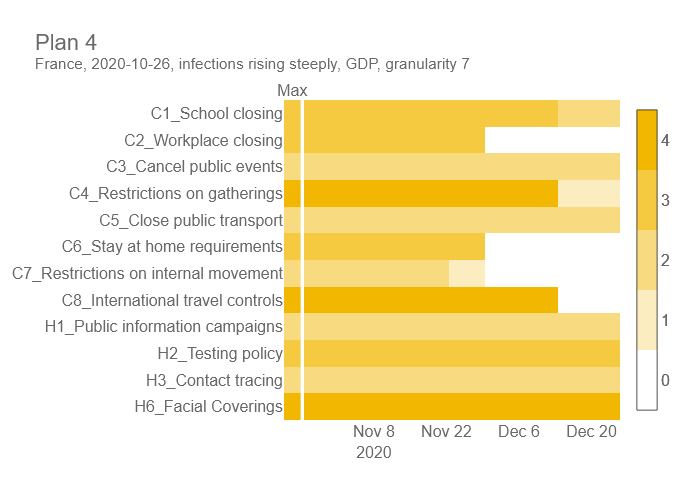 Plan 4
France, 2020-10-26, infections rising steeply, GDP, granularity 7
Max
C1_School closing
C2_Workplace closing
C3_Cancel public events
C4_Restrictions on gatherings
C5_Close public transport
C6_Stay at home requirements
C7_Restrictions on internal movement
C8_International travel controls
H1_Public information campaigns
H2_Testing policy
H3_Contact tracing
H6_Facial Coverings
Nov 8 Nov 22 Dec 6 Dec 20
2020
4
3
2
1
0